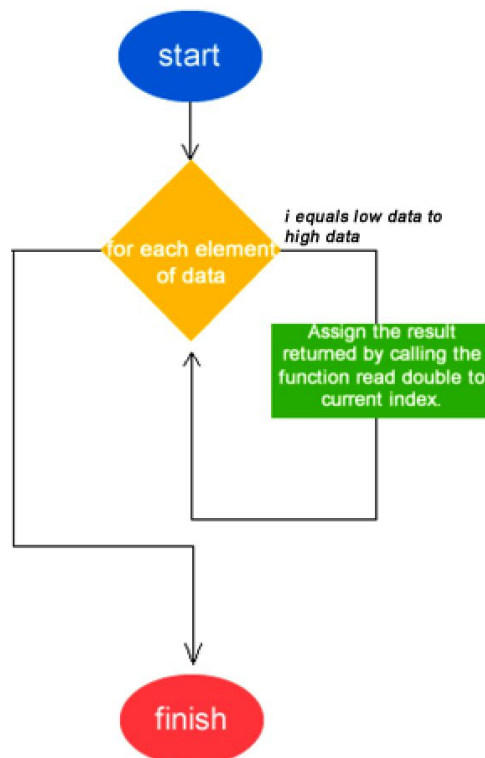 start
for each element
of data
i equals low data to
high data
Assign the result
returned by calling the
function read double to
current index.
finish